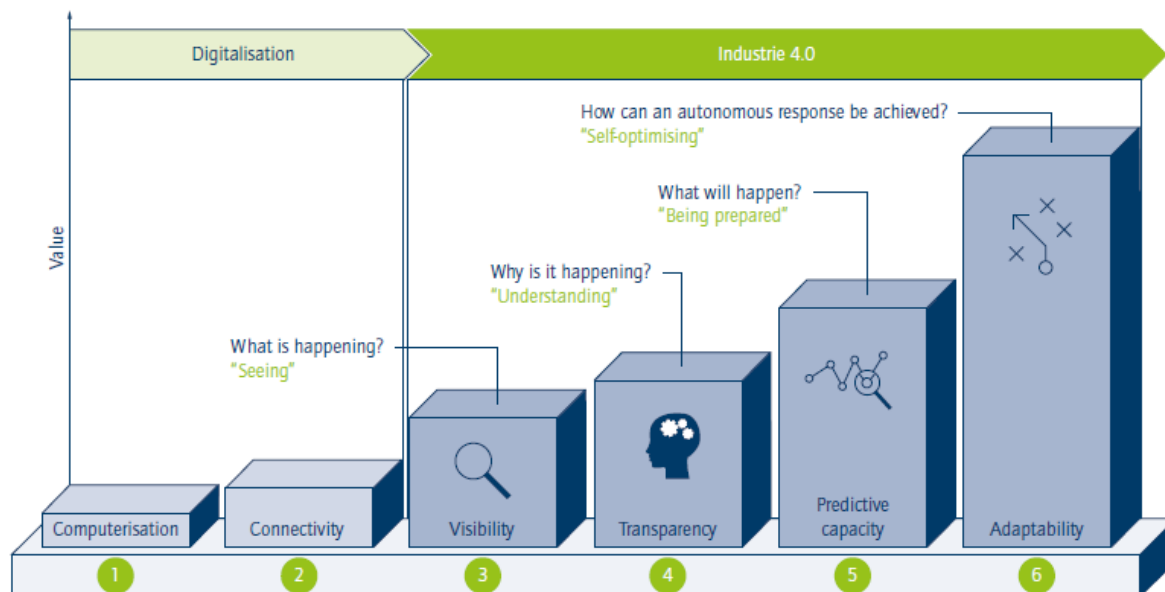 Digitalisation
Industrie 4.0
How can an autonomous response be achieved?
"Self-optimising"
What will happen?
"Being prepared"
Why is it happening?
"Understanding"
What is happening?
"Seeing"
Value
Computerisation
Connectivity
Visibility
Transparency
Predictive
capacity
Adaptability
1
2
3
4
5
6